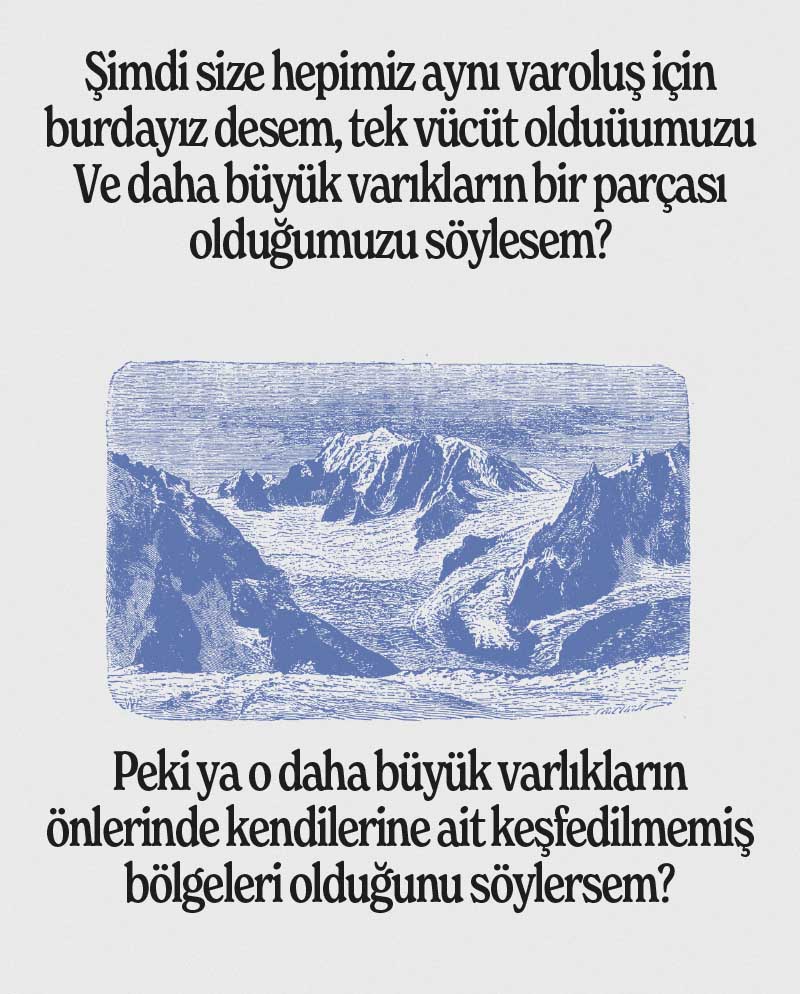 Şimdi size hepimiz aynı varoluş için
burdayız desem, tek vücüt olduüumuzu
Ve daha büyük varıkların bir parçası
olduğumuzu söylesem?
Peki ya o daha büyük varlıkların
önlerinde kendilerine ait keşfedilmemiş
bölgeleri olduğunu söylersem?